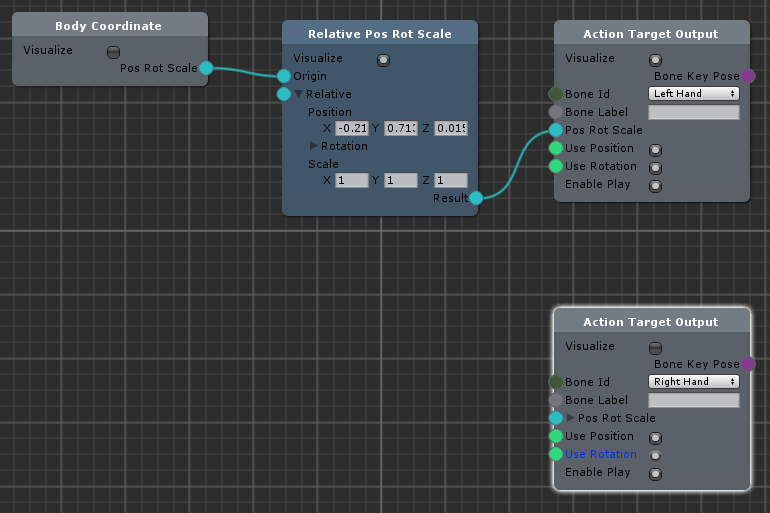 Body Coordinate
Visualize
Pos Rot Scale
Relative Pos Rot Scale
Visualize
Origin
Relative
Position
X -0.21 Y 0.71 Z 0.01
Rotation
Scale
X 1 Y 1 Z 1
Result
Action Target Output
Visualize
Bone Key Pose
Bone Id Left Hand
Bone Label
Pos Rot Scale
Use Position
Use Rotation
Enable Play
Action Target Output
Visualize
Bone Key Pose
Bone Id Right Hand
Bone Label
Pos Rot Scale
Use Position
Use Rotation
Enable Play